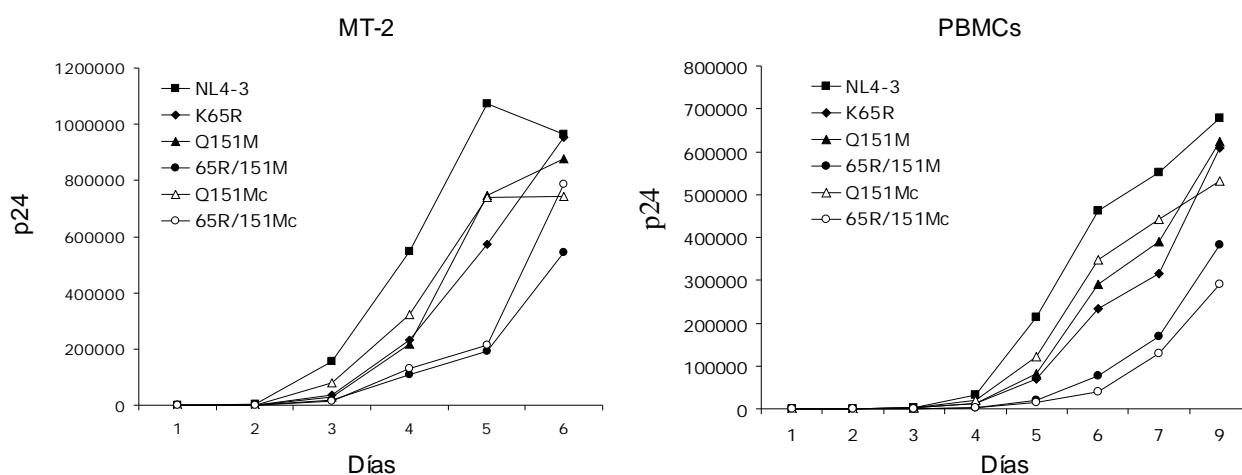 MT-2
p24
1200000
1000000
800000
600000
400000
200000
0
NL4-3
K65R
Q151M
65R/151M
Q151Mc
65R/151Mc
1 2 3 4 5 6
Días
PBMCs
p24
800000
700000
600000
500000
400000
300000
200000
100000
0
NL4-3
K65R
Q151M
65R/151M
Q151Mc
65R/151Mc
1 2 3 4 5 6 7 9
Días